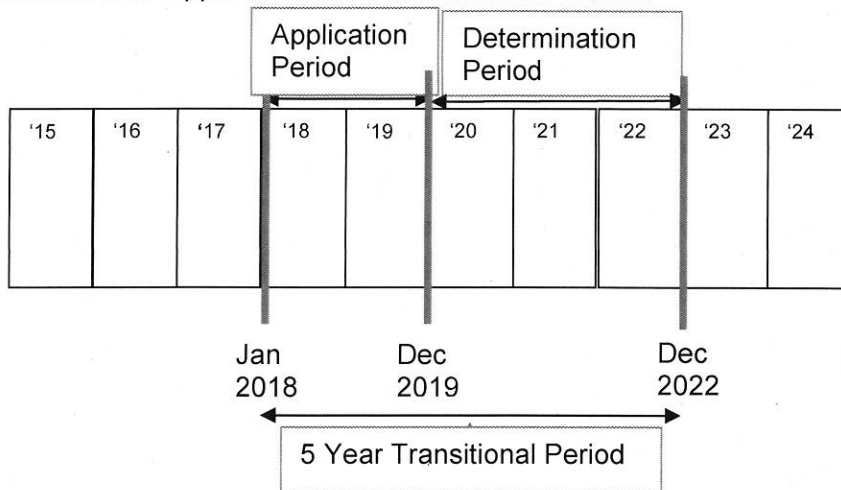 Application
Period
Determination
Period
‘15 ‘16 ‘17 ‘18 ‘19 ‘20 ‘21 ‘22 ‘23 ‘24
Jan
2018
Dec
2019
Dec
2022
5 Year Transitional Period